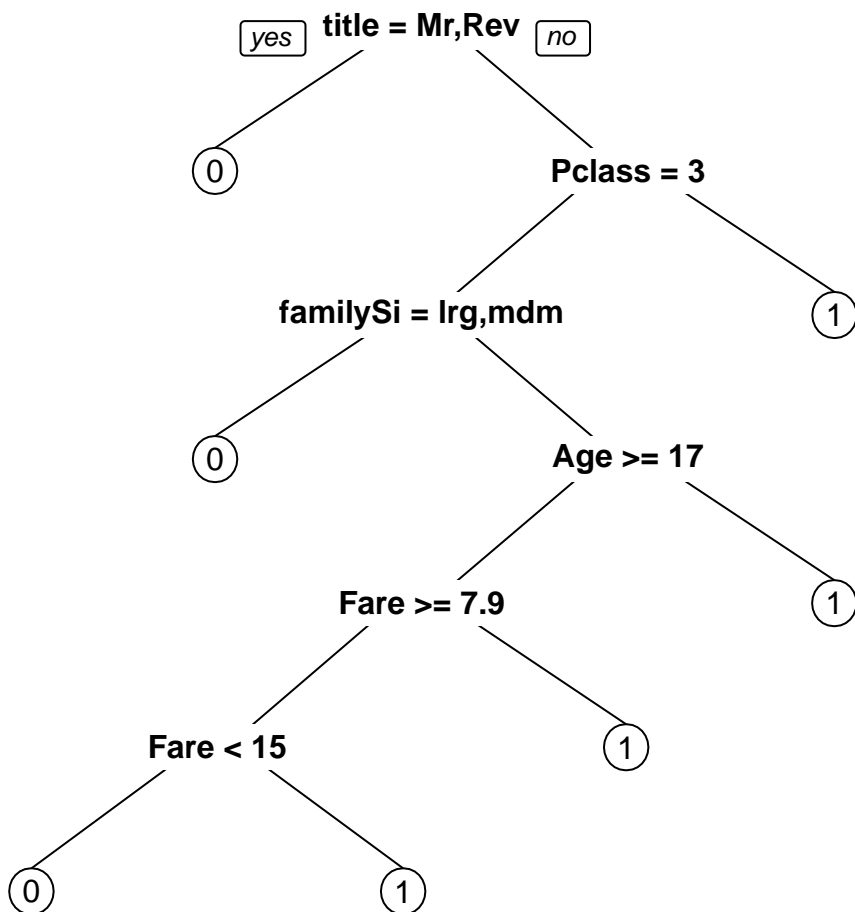 yes title = Mr,Rev no
0 Pclass = 3
familySi = lrg,mdm 1
0 Age >= 17
Fare >= 7.9 1
Fare < 15 1
0 1